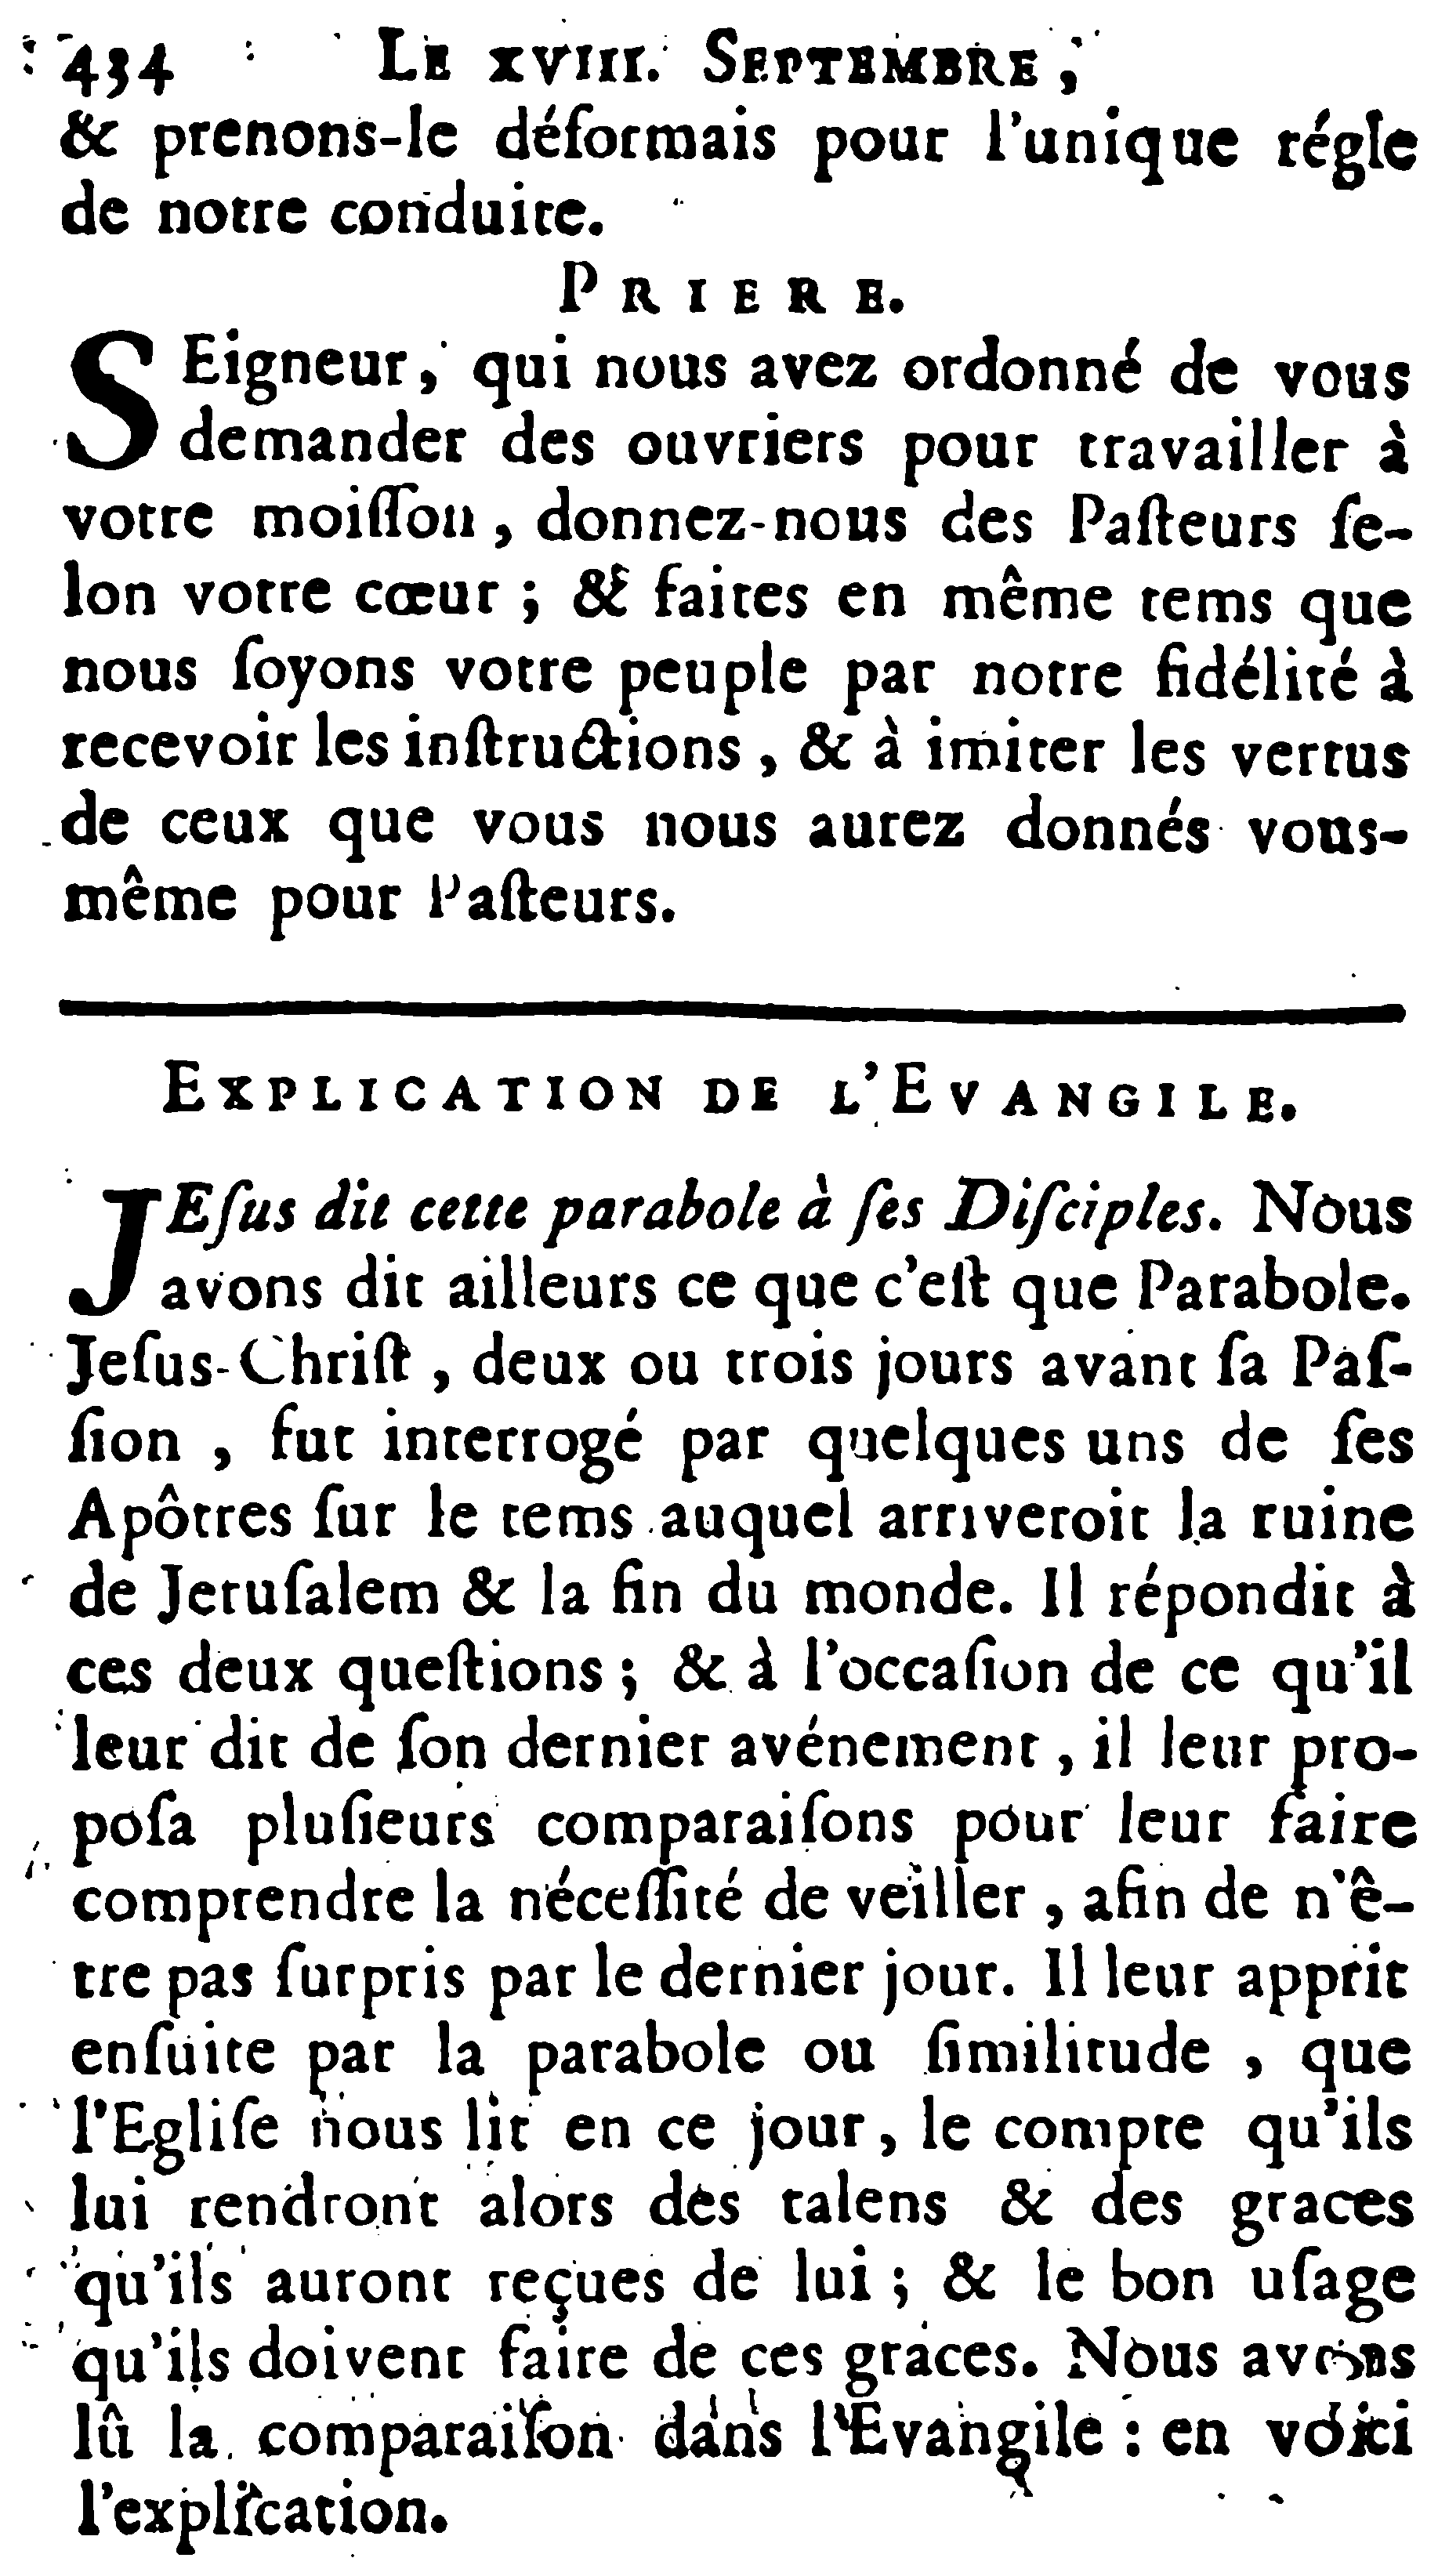 434 LE XVIII. SEPTEMBRE,
& prenons-le déſormais pour l'unique régle
de notre conduite.
PRIERE.
SEigneur, qui nous avez ordonné de vous
demander des ouvriers pour travailler à
votre moiſſon, donnez-nous des Paſteurs ſe-
lon votre cœur ; & faites en même tems que
nous ſoyons votre peuple par notre fidélité à
recevoir les inſtructions, & à imiter les vertus
de ceux que vous nous aurez donnés vous-
même pour Paſteurs.
EXPLICATION DE L'EVANGILE.
JEſus dit cette parabole à ſes Diſciples. Nous
avons dit ailleurs ce que c'eſt que Parabole.
Jeſus-Chriſt, deux ou trois jours avant ſa Paſ-
ſion, fut interrogé par quelques uns de ſes
Apôtres ſur le tems auquel arriveroit la ruine
de Jeruſalem & la fin du monde. Il répondit à
ces deux queſtions ; & à l'occaſion de ce qu'il
leur dit de ſon dernier avénement, il leur pro-
poſa pluſieurs comparaiſons pour leur faire
comprendre la néceſſité de veiller, afin de n'ê-
tre pas ſurpris par le dernier jour. Il leur apprit
enſuite par la parabole ou ſimilitude, que
l'Egliſe nous lit en ce jour, le compte qu'ils
lui rendront alors des talens & des graces
qu'ils auront reçues de lui ; & le bon uſage
qu'ils doivent faire de ces graces. Nous avons
lû la comparaiſon dans l'Evangile : en voici
l'explication.